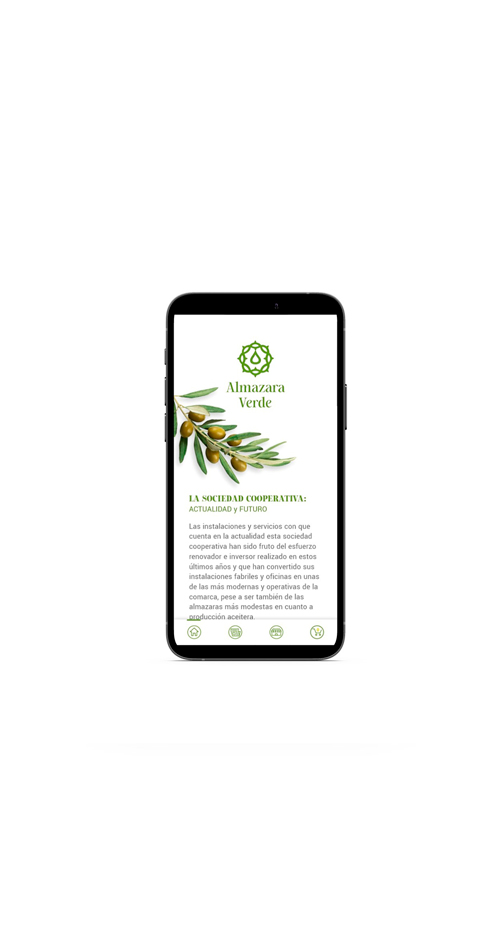 Almazara
Verde
LA SOCIEDAD COOPERATIVA:
ACTUALIDAD y FUTURO
Las instalaciones y servicios con que
cuenta en la actualidad esta sociedad
cooperativa han sido fruto del esfuerzo
renovador e inversor realizado en estos
últimos años y que han convertido sus
instalaciones fabriles y oficinas en unas
de las más modernas y operativas de la
comarca, pese a ser también de las
almazaras más modestas en cuanto a
producción aceitera.